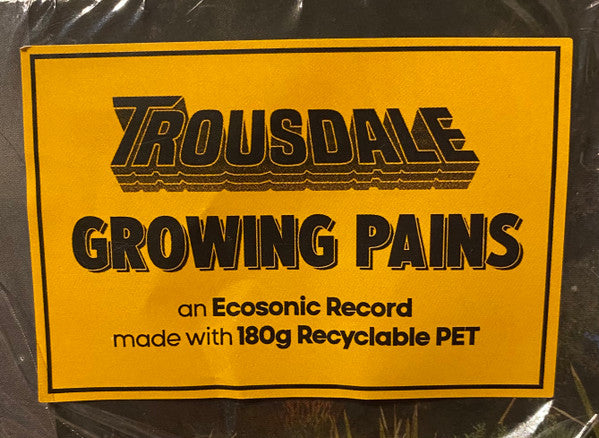 TROUSDALE
GROWING PAINS
an Ecosonic Record
made with 180g Recyclable PET